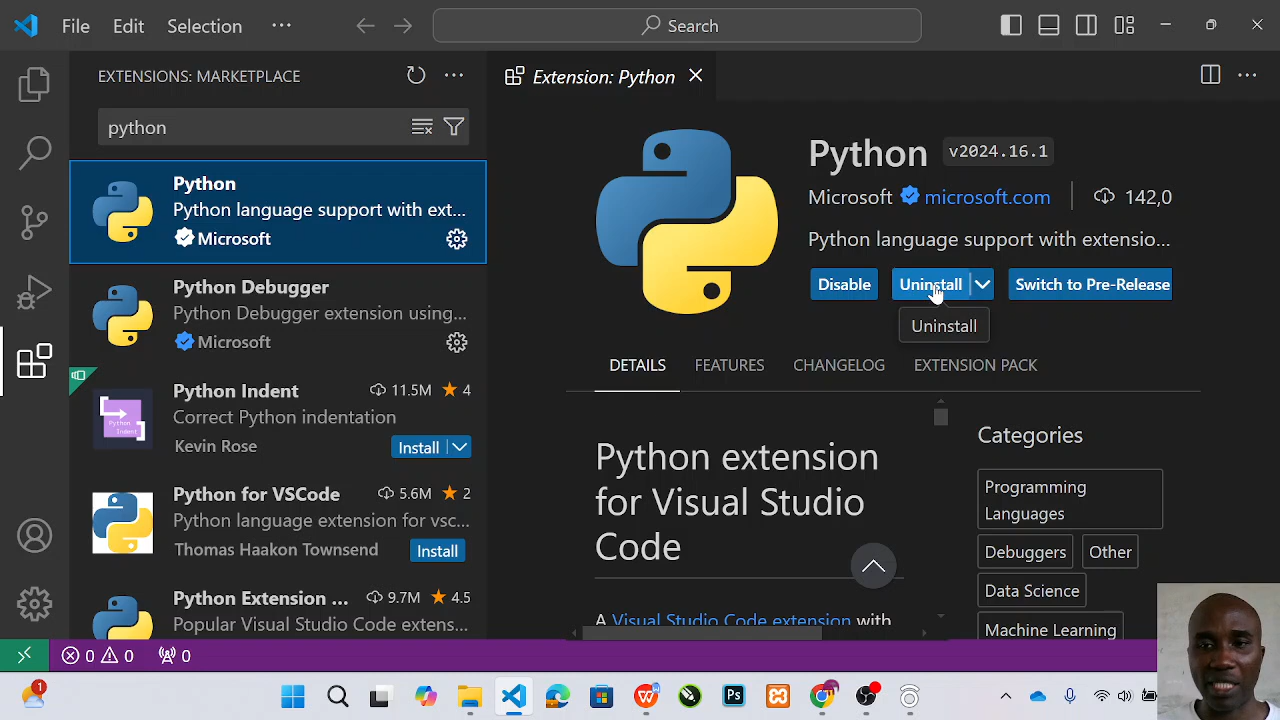 File Edit Selection ···
Search
EXTENSIONS: MARKETPLACE
python
Python
Python language support with ext...
Microsoft
Python Debugger
Python Debugger extension using...
Microsoft
Python Indent 11.5M 4
Correct Python indentation
Kevin Rose Install
Python for VSCode 5.6M 2
Python language extension for vsc...
Thomas Haakon Townsend Install
Python Extension ... 9.7M 4.5
Popular Visual Studio Code extens...
Extension: Python
Python v2024.16.1
Microsoft microsoft.com 142,0
Python language support with extensio...
Disable Uninstall Switch to Pre-Release
Uninstall
DETAILS FEATURES CHANGELOG EXTENSION PACK
Python extension
for Visual Studio
Code
A Visual Studio Code extension with
Categories
Programming
Languages
Debuggers Other
Data Science
Machine Learning
0 0 0
1 Ps